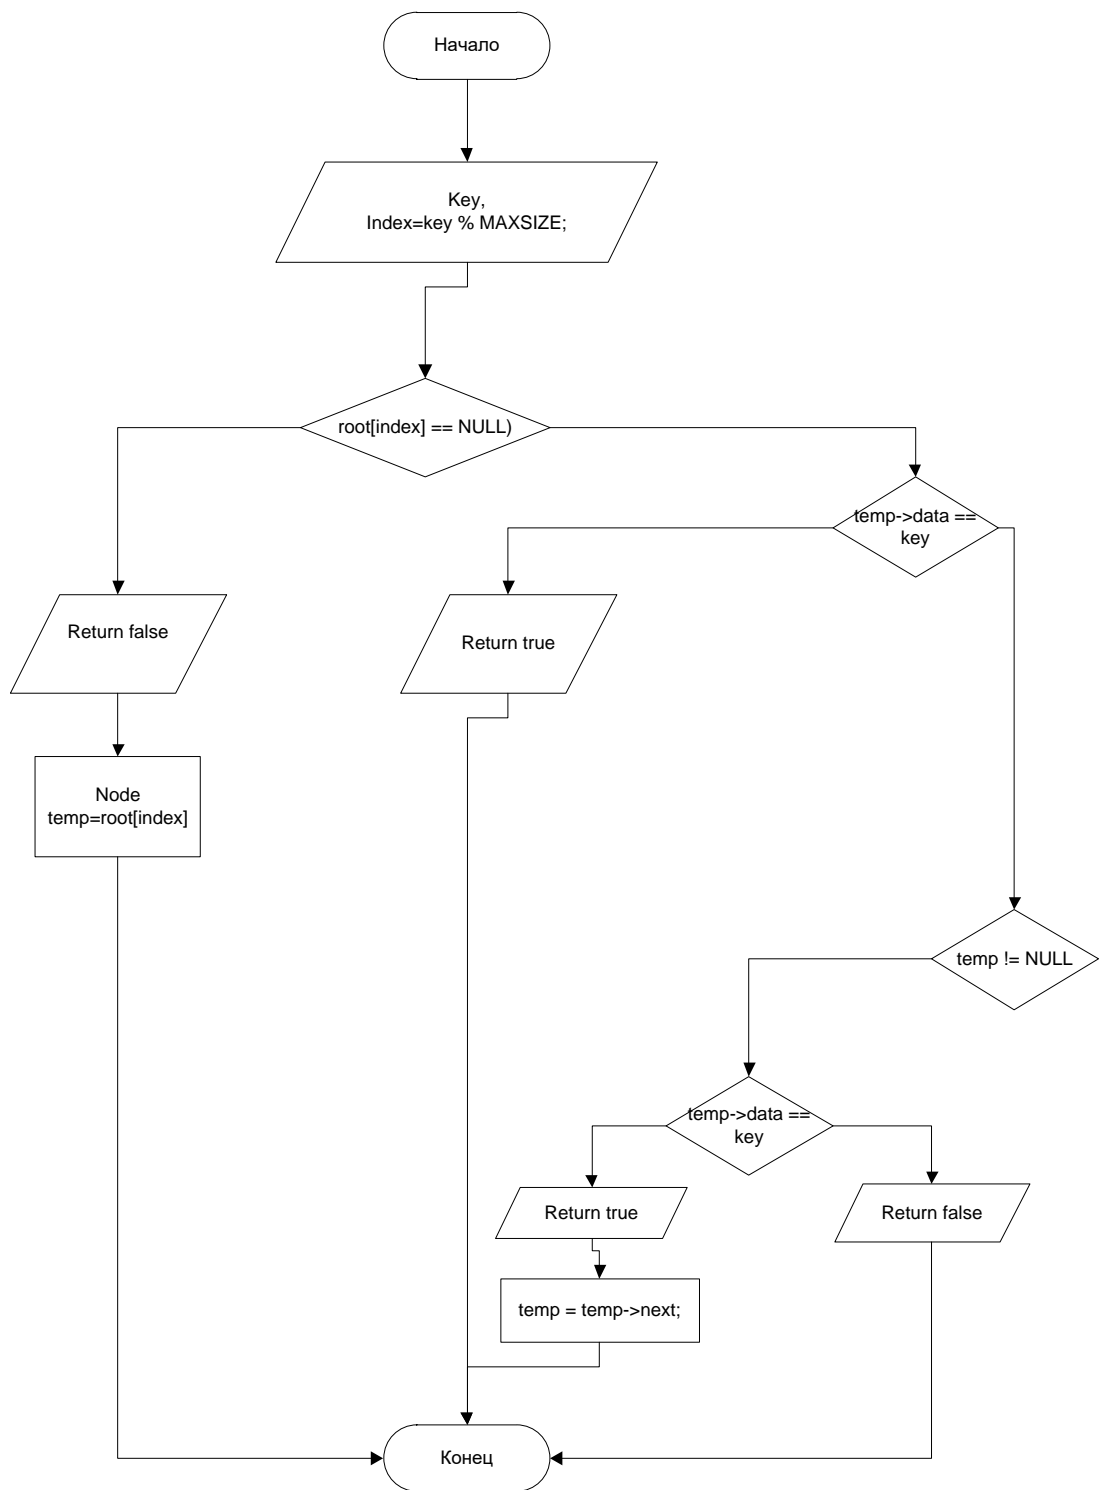 Начало
Key,
Index=key % MAXSIZE;
root[index] == NULL)
temp->data ==
key
Return false
Return true
Node
temp=root[index]
temp != NULL
temp->data ==
key
Return true
Return false
temp = temp->next;
Конец